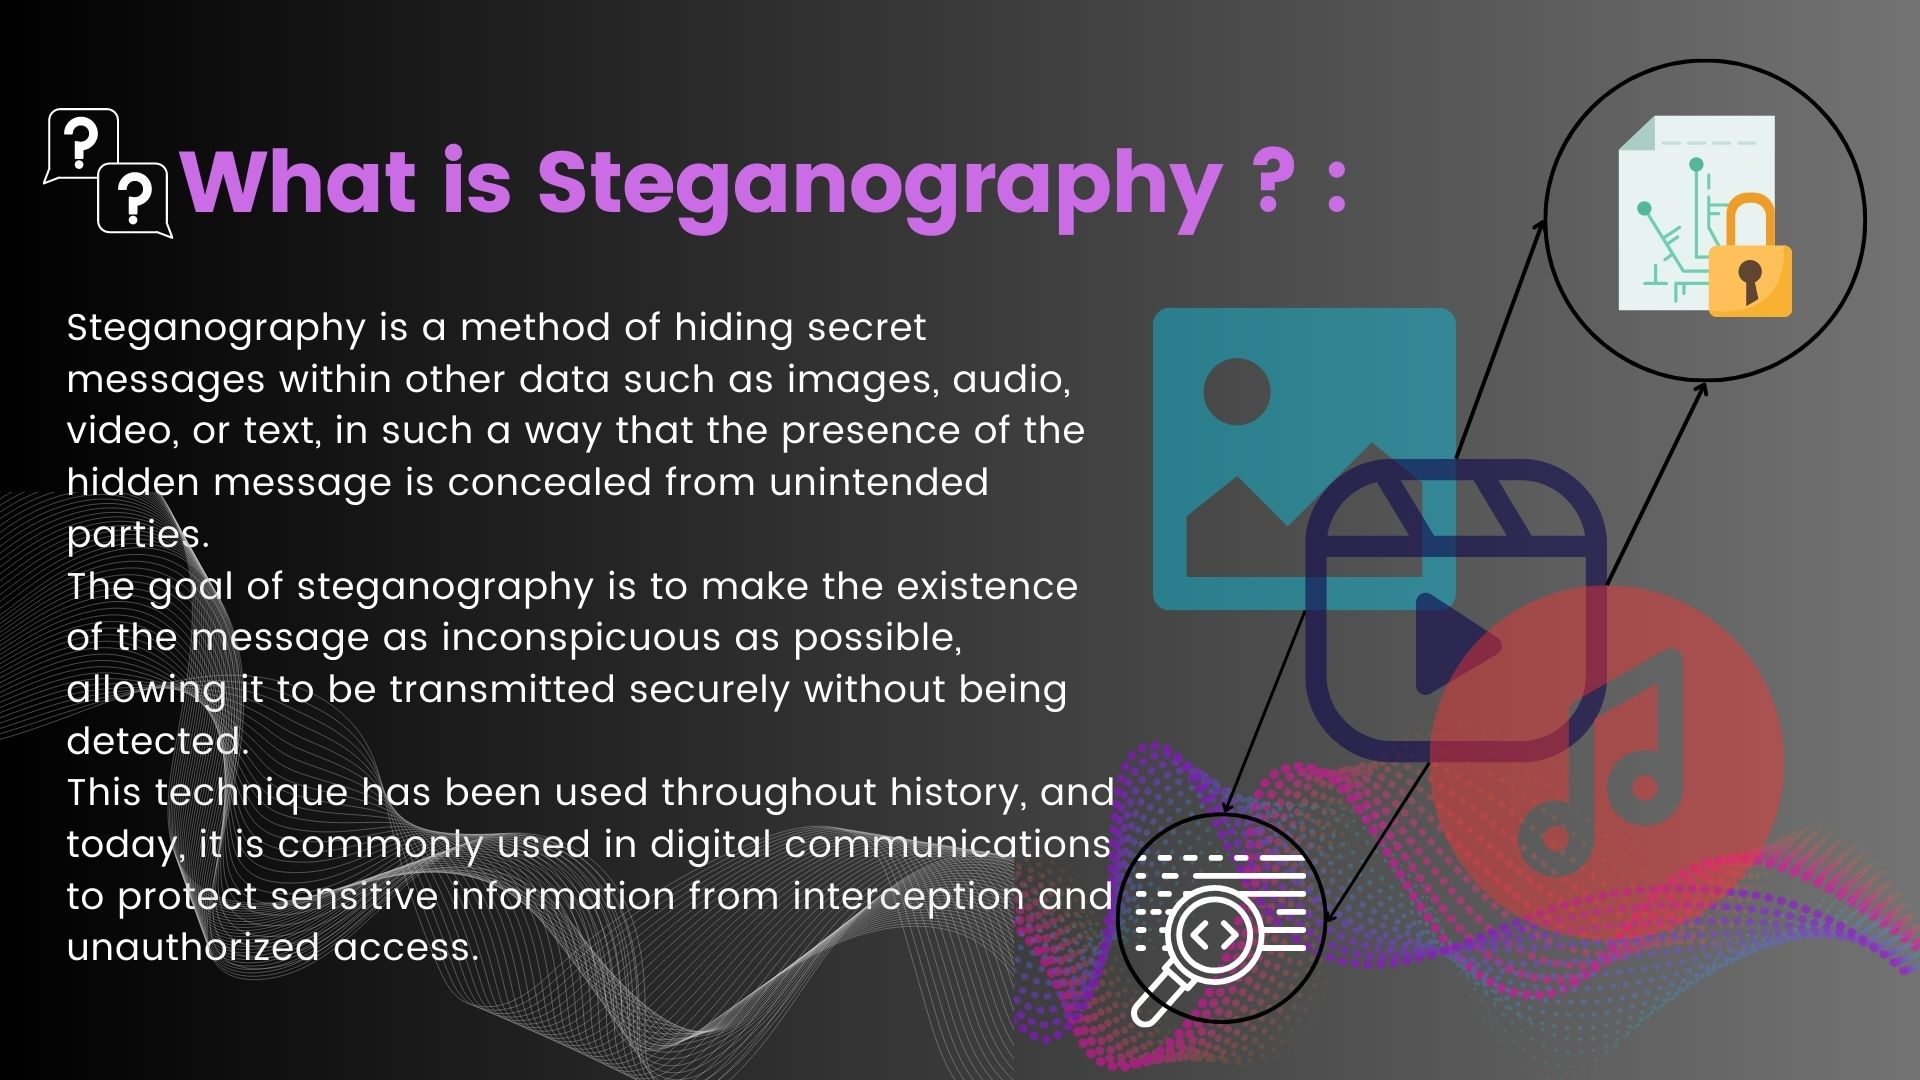 What is Steganography ? :
Steganography is a method of hiding secret
messages within other data such as images, audio,
video, or text, in such a way that the presence of the
hidden message is concealed from unintended
parties.
The goal of steganography is to make the existence
of the message as inconspicuous as possible,
allowing it to be transmitted securely without being
detected.
This technique has been used throughout history, and
today, it is commonly used in digital communications
to protect sensitive information from interception and
unauthorized access.